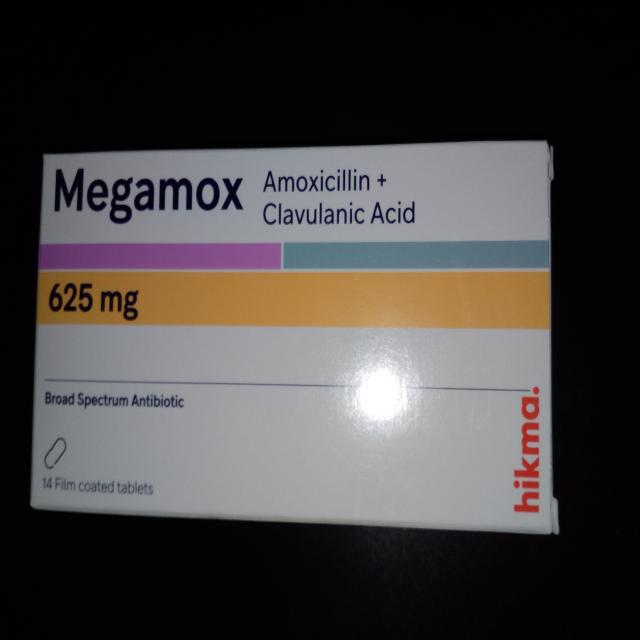 Megamox
Amoxicillin +
Clavulanic Acid
625 mg
Broad Spectrum Antibiotic
14 Film coated tablets
hikma.